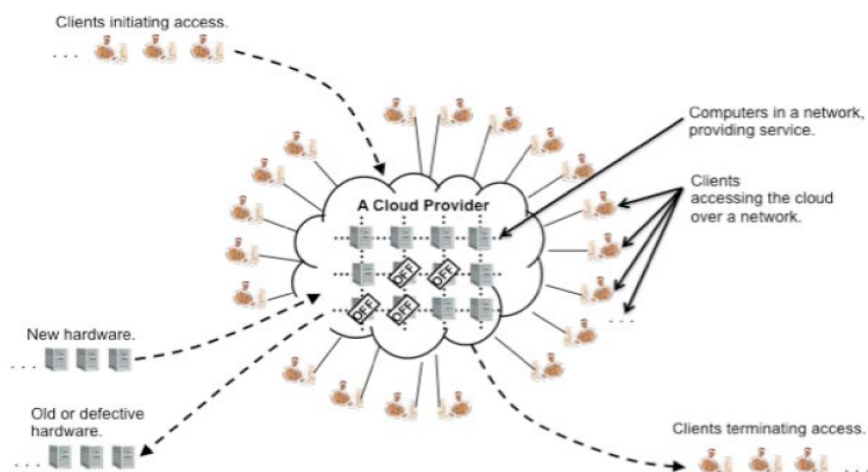 Clients initiating access.
. . .
Computers in a network,
providing service.
Clients
accessing the cloud
over a network.
A Cloud Provider
OFF OFF
OFF OFF
. . .
New hardware.
. . .
Old or defective
hardware.
. . .
Clients terminating access.
. . .